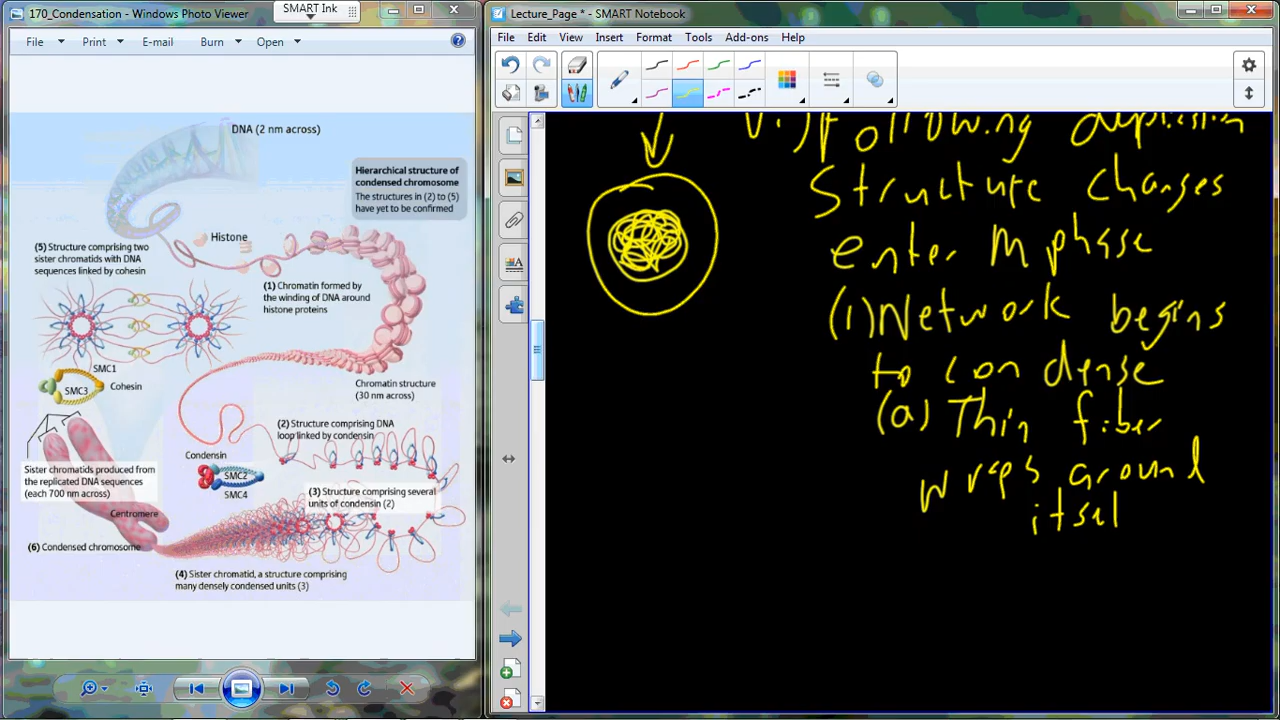 170_Condensation - Windows Photo Viewer
SMART Ink
File Print E-mail Burn Open
DNA (2 nm across)
Hierarchical structure of
condensed chromosome
The structures in (2) to (5)
have yet to be confirmed
Histone
(5) Structure comprising two
sister chromatids with DNA
sequences linked by cohesin
(1) Chromatin formed by
the winding of DNA around
histone proteins
SMC1
SMC3
Cohesin
Chromatin structure
(30 nm across)
(2) Structure comprising DNA
loop linked by condensin
Condensin
SMC2
SMC4
Sister chromatids produced from
the replicated DNA sequences
(each 700 nm across)
(3) Structure comprising several
units of condensin (2)
Centromere
(6) Condensed chromosome
(4) Sister chromatid, a structure comprising
many densely condensed units (3)
Lecture_Page * - SMART Notebook
File Edit View Insert Format Tools Add-ons Help
Following
Structure changes
enter M phase
(1) Network begins
to condense
(a) Thin fiber
wraps around
itsel